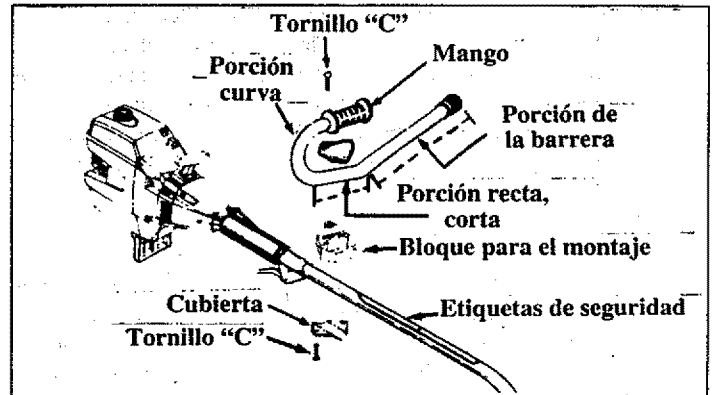 Tornillo “C”
Mango
Porción
curva
Porción de
la barrera
Porción recta,
corta
Bloque para el montaje
Etiquetas de seguridad
Cubierta
Tornillo “C”